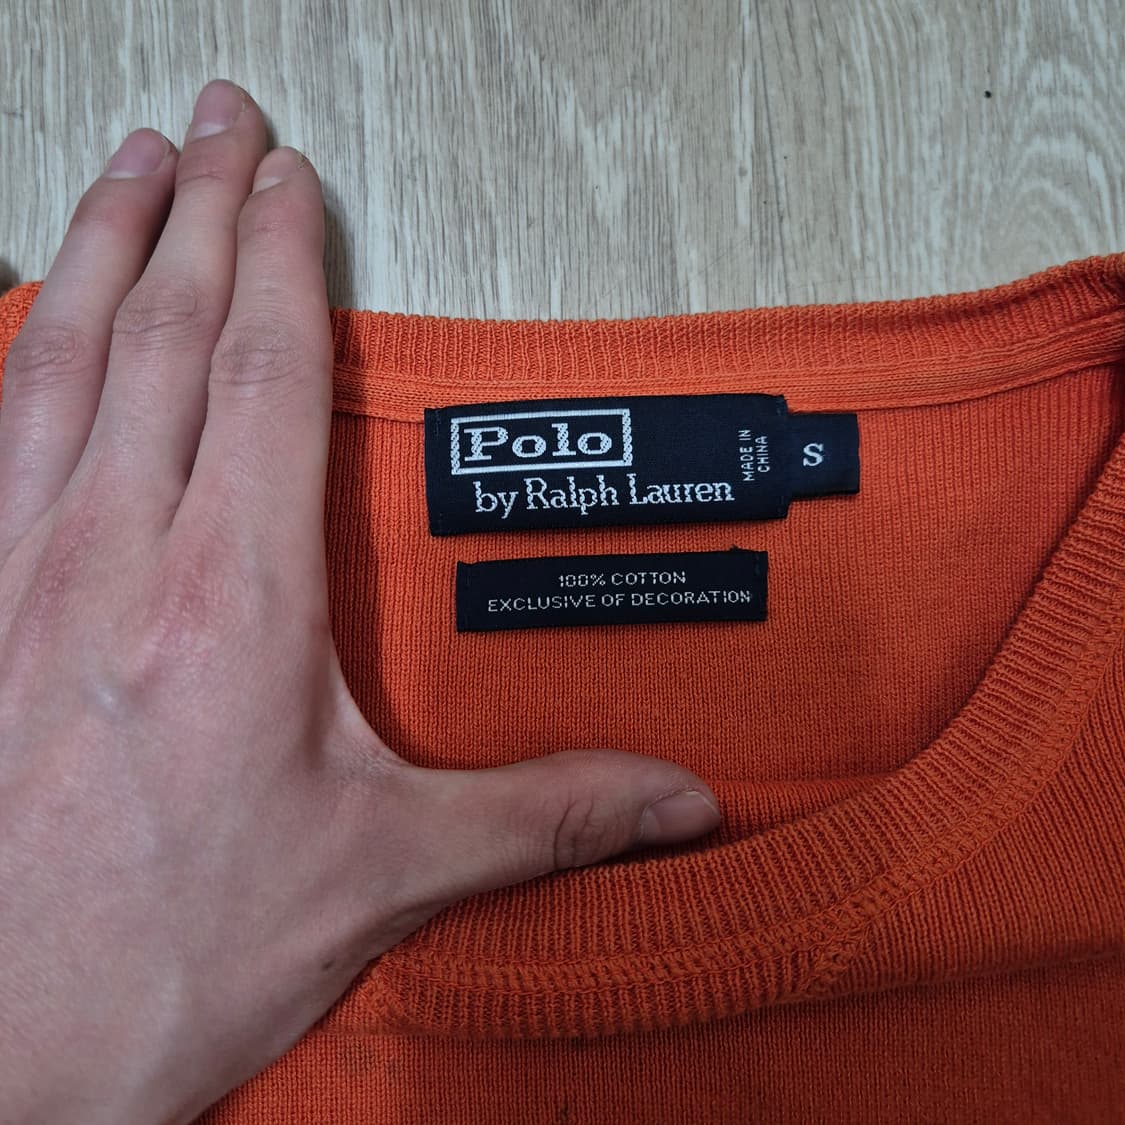 Polo
by Ralph Lauren
MADE IN
CHINA
S
100% COTTON
EXCLUSIVE OF DECORATION